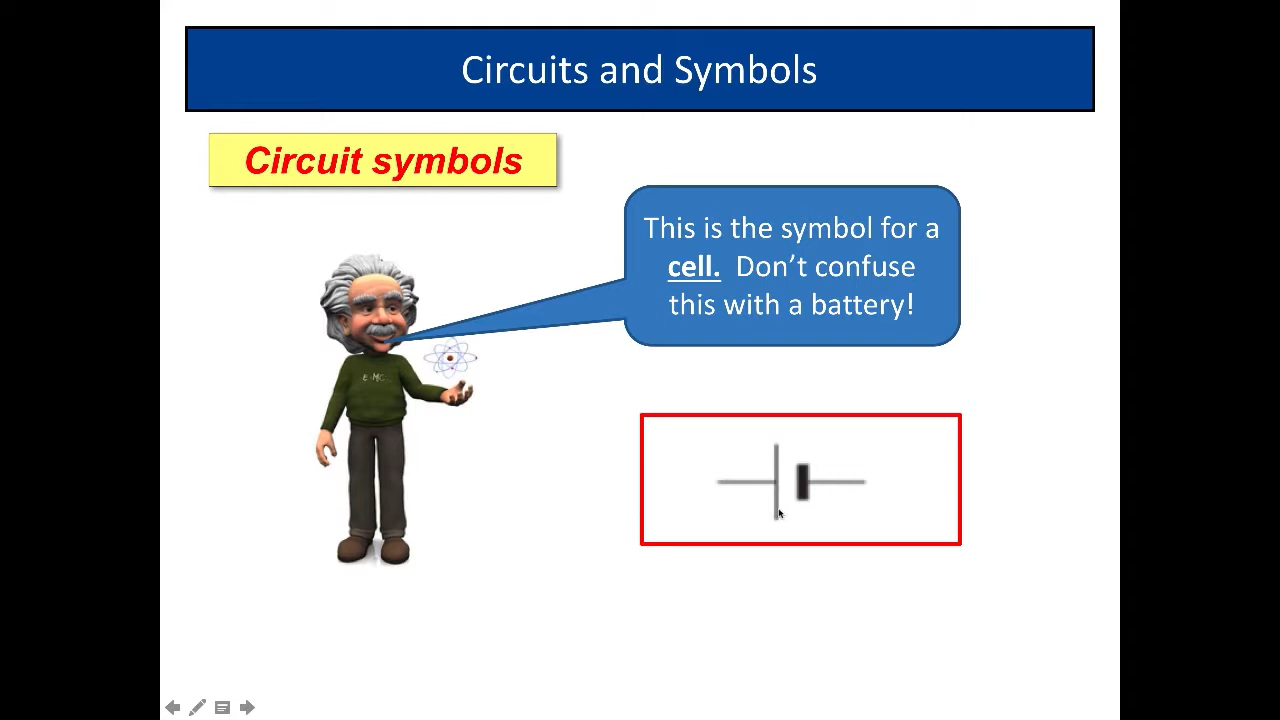 Circuits and Symbols
Circuit symbols
This is the symbol for a
cell. Don’t confuse
this with a battery!